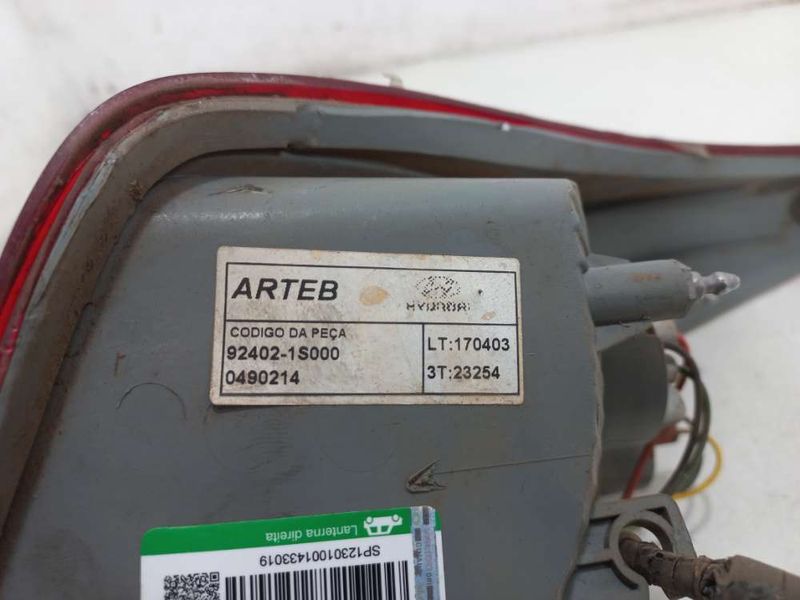 ARTEB
HYUNDAI
CODIGO DA PEÇA
92402-1S000
0490214
LT:170403
3T:23254
Lanterna direita
SP12301001433019